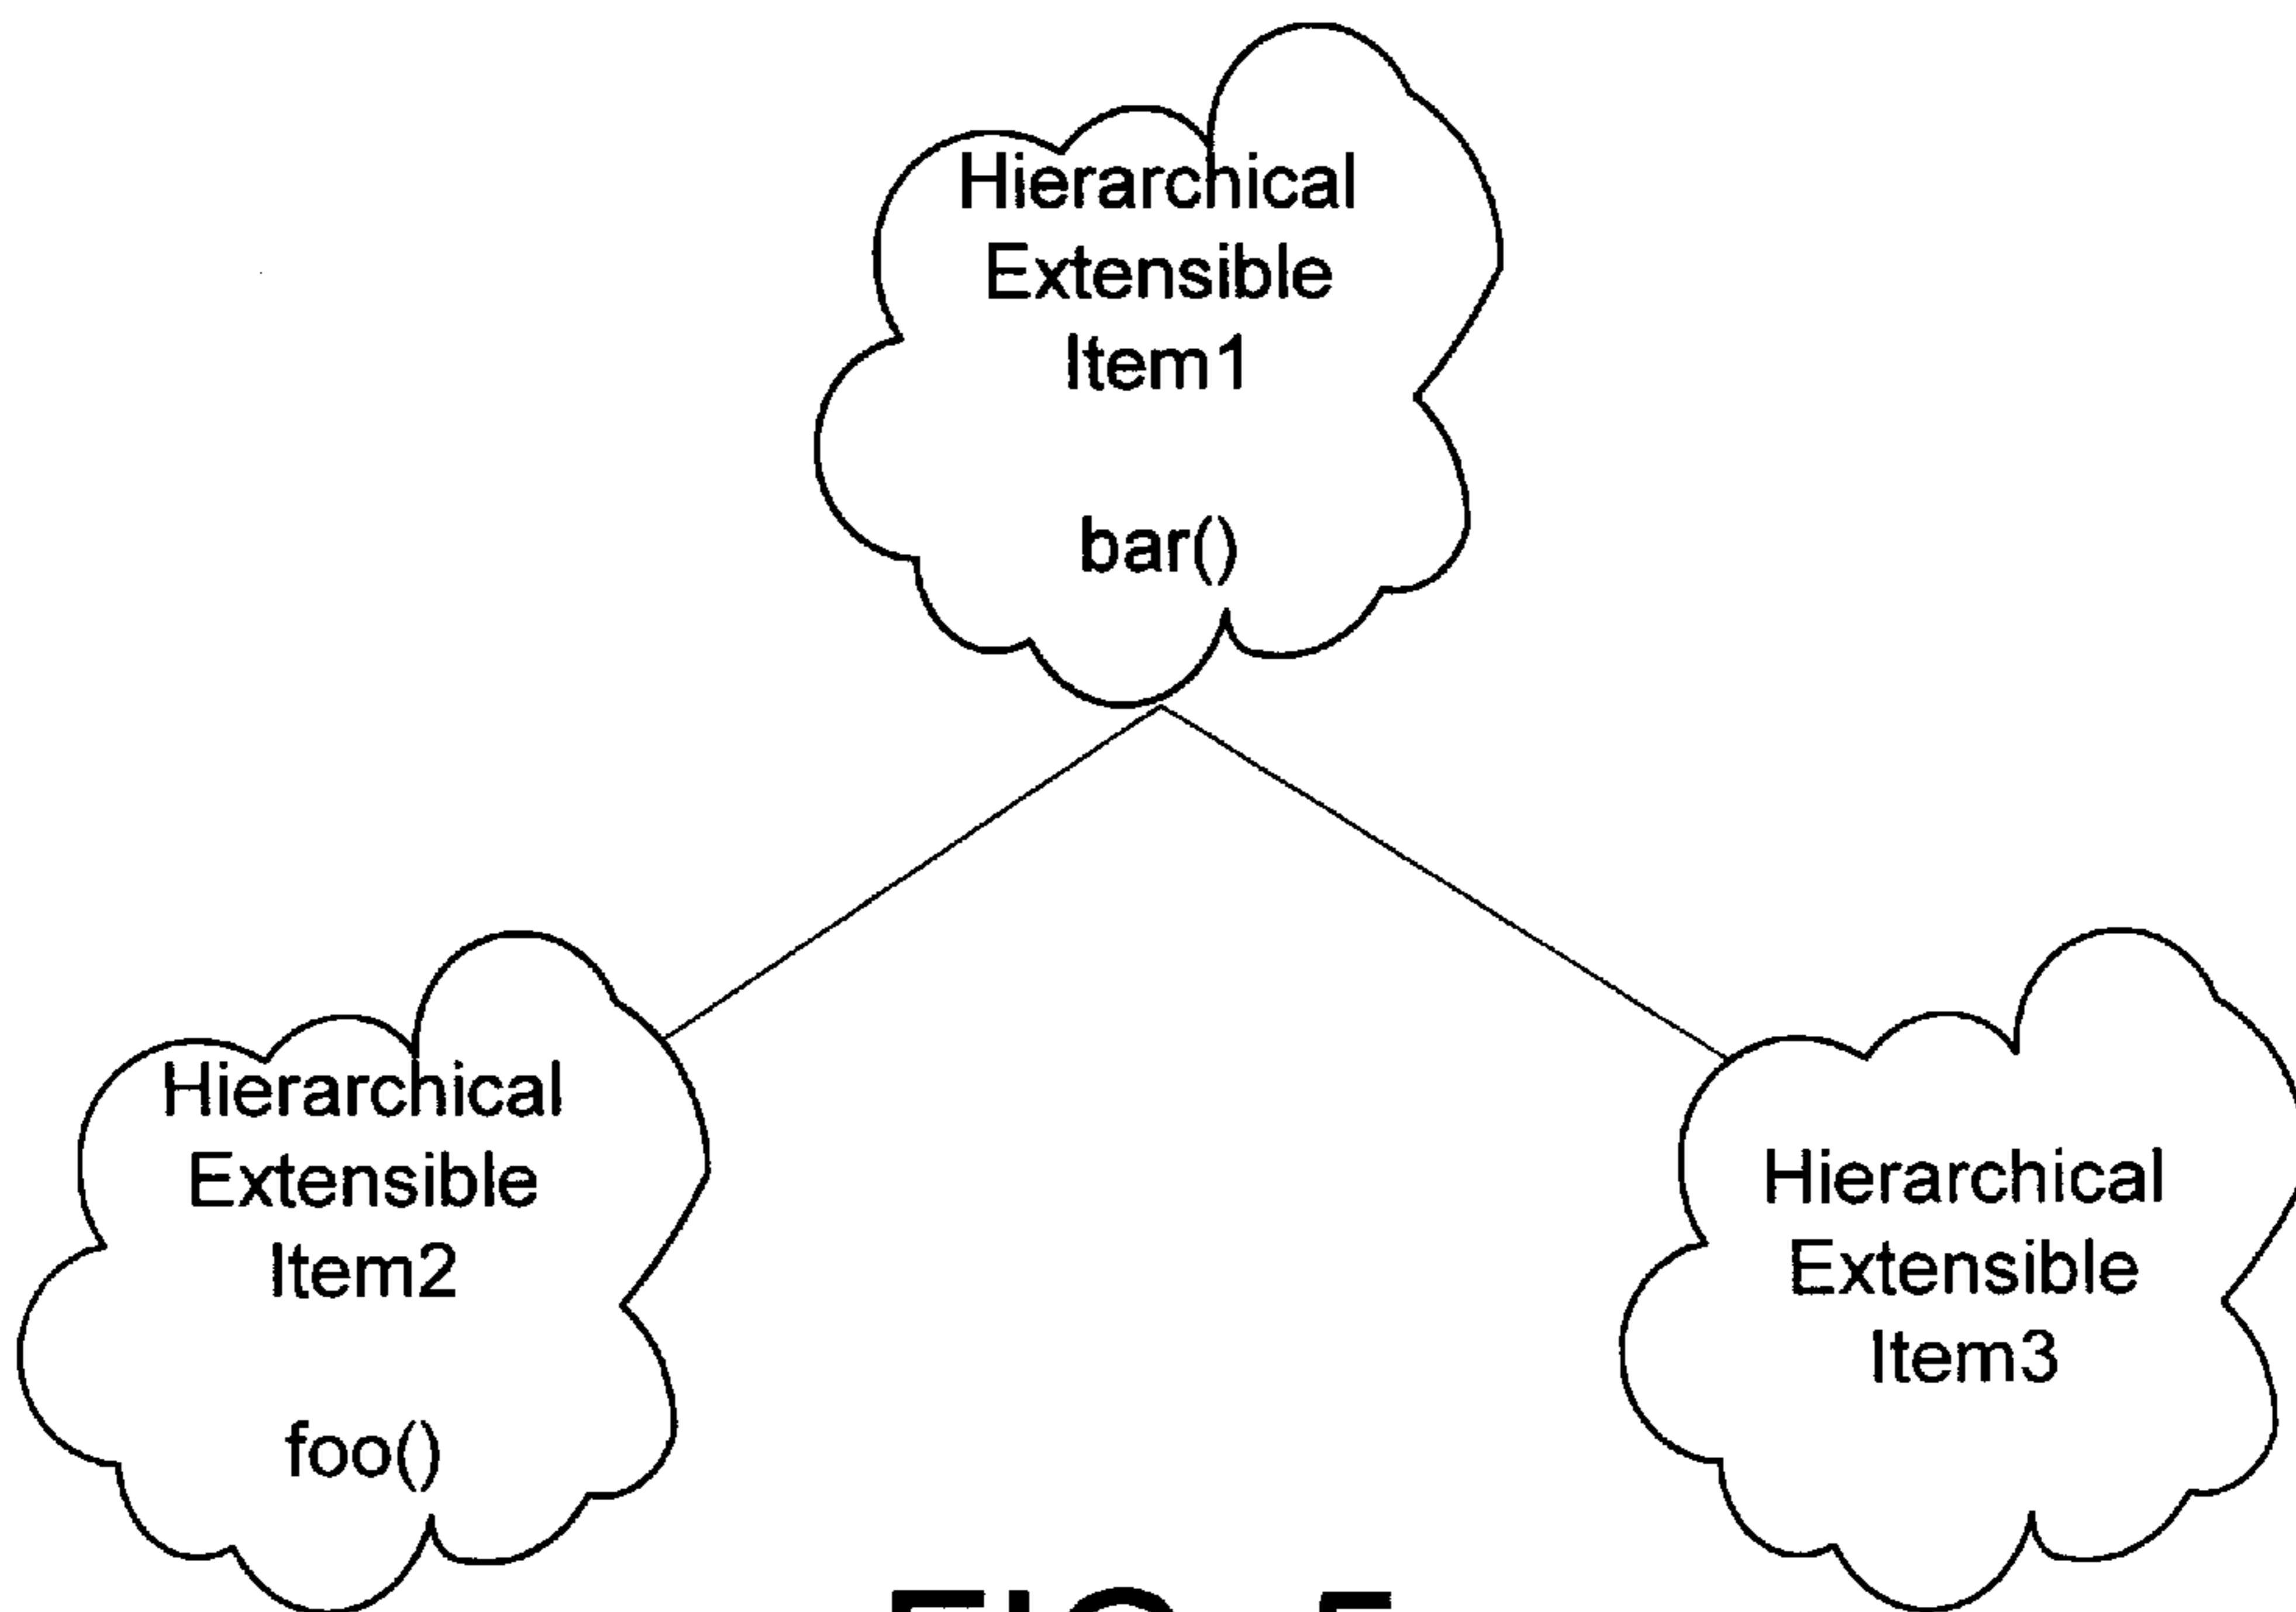 Hierarchical
Extensible
Item1
bar()
Hierarchical
Extensible
Item2
foo()
Hierarchical
Extensible
Item3